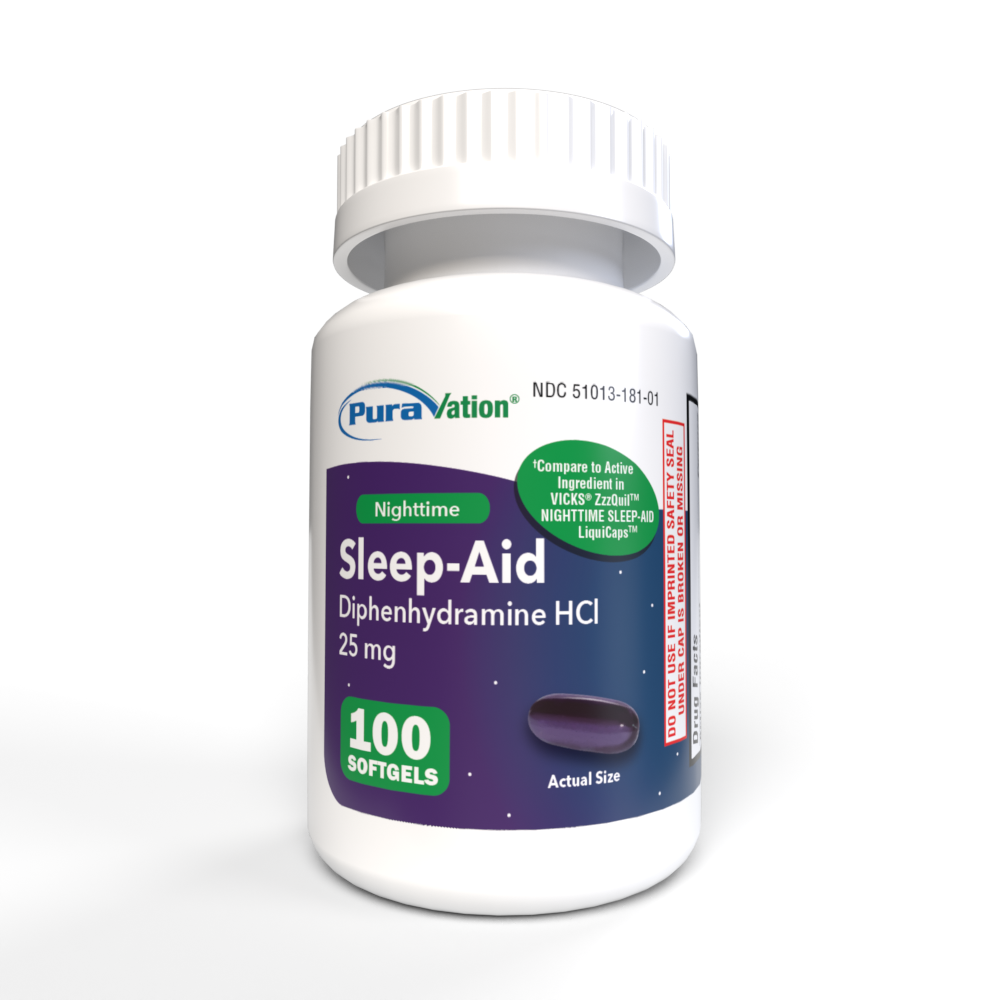 PuraVation®
NDC 51013-181-01
†Compare to Active
Ingredient in
VICKS® ZzzQuil™
NIGHTTIME SLEEP-AID
LiquiCaps™
Nighttime
Sleep-Aid
Diphenhydramine HCl
25 mg
100
SOFTGELS
Actual Size
DO NOT USE IF IMPRINTED SAFETY SEAL
UNDER CAP IS BROKEN OR MISSING
Drug Facts